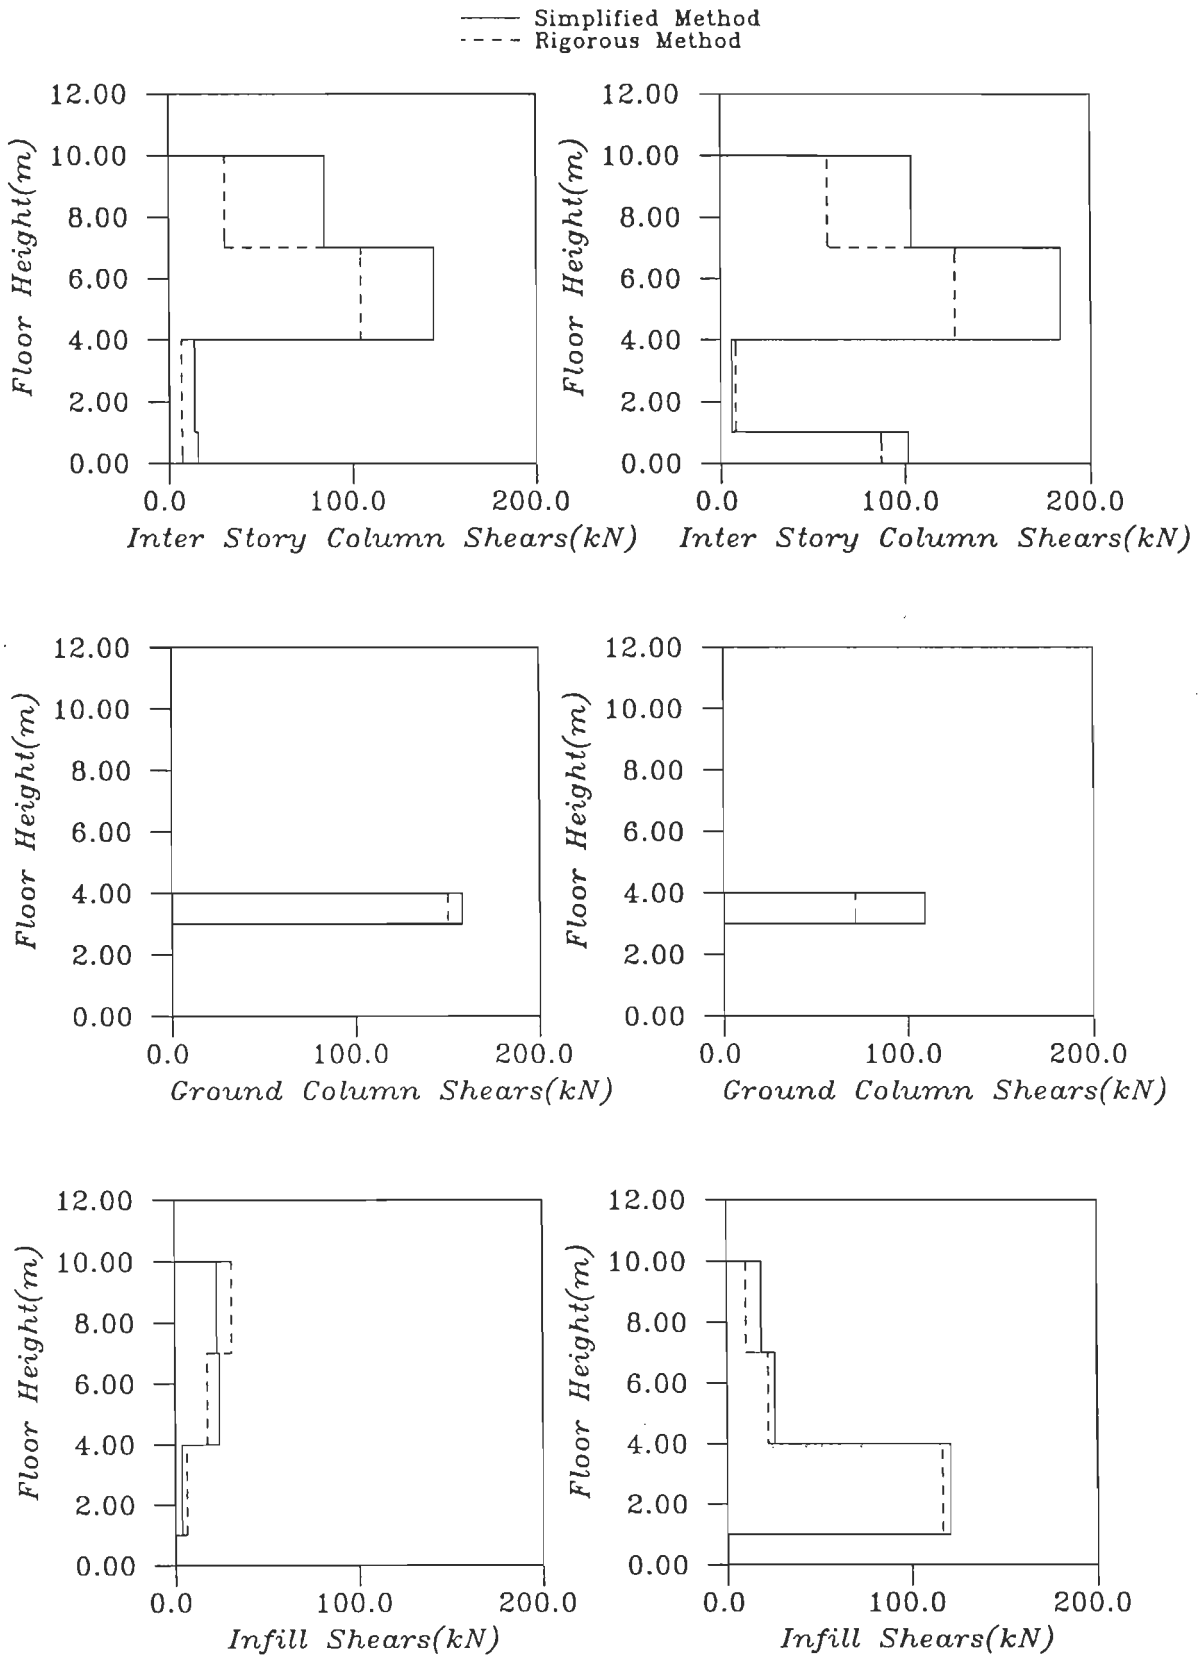 Simplified Method
Rigorous Method
12.00
10.00
8.00
6.00
4.00
2.00
0.00
Floor Height(m)
0.0 100.0 200.0
Inter Story Column Shears(kN)
12.00
10.00
8.00
6.00
4.00
2.00
0.00
Floor Height(m)
0.0 100.0 200.0
Inter Story Column Shears(kN)
12.00
10.00
8.00
6.00
4.00
2.00
0.00
Floor Height(m)
0.0 100.0 200.0
Ground Column Shears(kN)
12.00
10.00
8.00
6.00
4.00
2.00
0.00
Floor Height(m)
0.0 100.0 200.0
Ground Column Shears(kN)
12.00
10.00
8.00
6.00
4.00
2.00
0.00
Floor Height(m)
0.0 100.0 200.0
Infill Shears(kN)
12.00
10.00
8.00
6.00
4.00
2.00
0.00
Floor Height(m)
0.0 100.0 200.0
Infill Shears(kN)